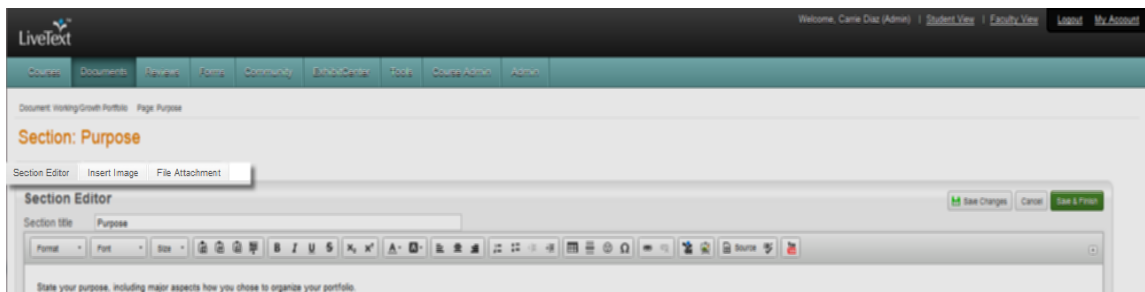 Welcome, Carrie Diaz (Admin) | Student View | Faculty View Logout My Account
LiveText
Courses Documents Reviews Forms Community ExhibitCenter Tools Course Admin Admin
Document: Working/Growth Portfolio Page: Purpose
Section: Purpose
Section Editor Insert Image File Attachment
Section Editor
Save Changes Cancel Save & Finish
Section title Purpose
Format Font Size B I U S X₂ X² A A Ω Source
State your purpose, including major aspects how you chose to organize your portfolio.